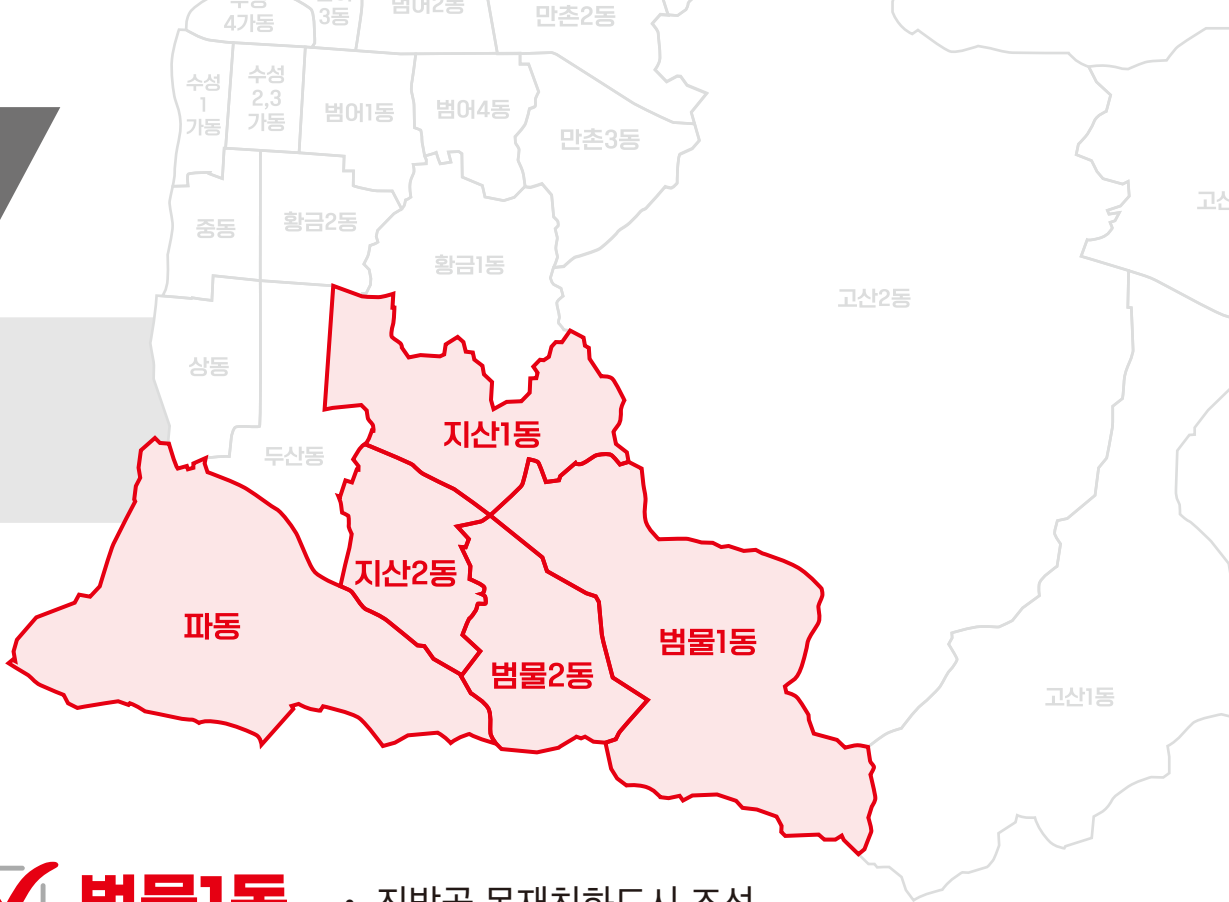 4가동
3동
범어2동
만촌2동
수성
1
가동
수성
2,3
가동
범어1동
범어4동
만촌3동
중동
황금2동
황금1동
고산2동
상동
두산동
지산1동
지산2동
파동
범물1동
범물2동
고산1동
범물1동